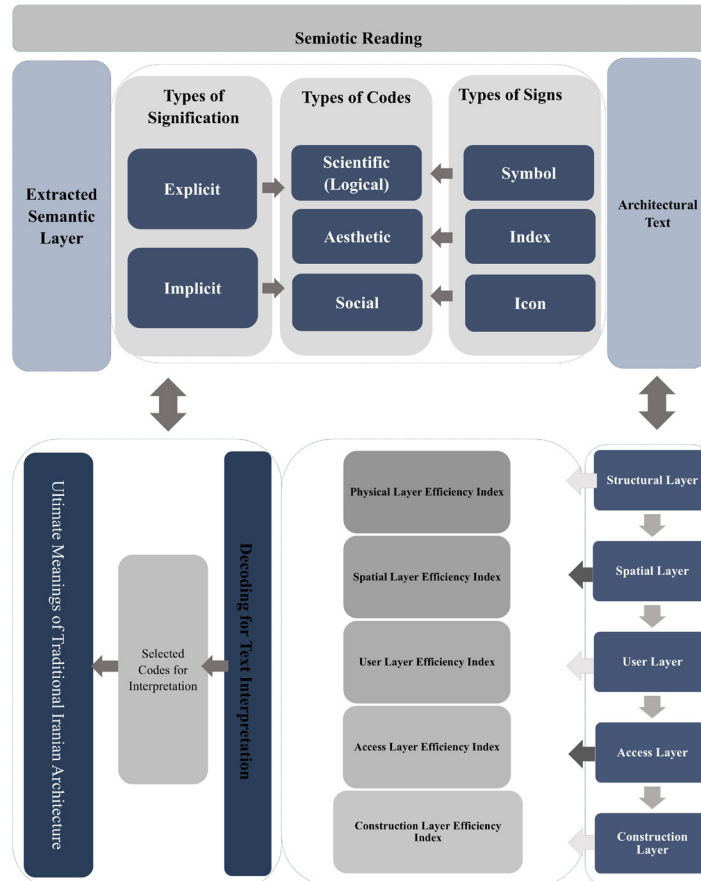 Semiotic Reading
Extracted
Semantic
Layer
Types of
Signification
Explicit
Implicit
Types of Codes
Scientific
(Logical)
Aesthetic
Social
Types of Signs
Symbol
Index
Icon
Architectural
Text
Ultimate Meanings of Traditional Iranian Architecture
Selected
Codes for
Interpretation
Decoding for Text Interpretation
Physical Layer Efficiency Index
Spatial Layer Efficiency Index
User Layer Efficiency Index
Access Layer Efficiency Index
Construction Layer Efficiency
Index
Structural Layer
Spatial Layer
User Layer
Access Layer
Construction
Layer